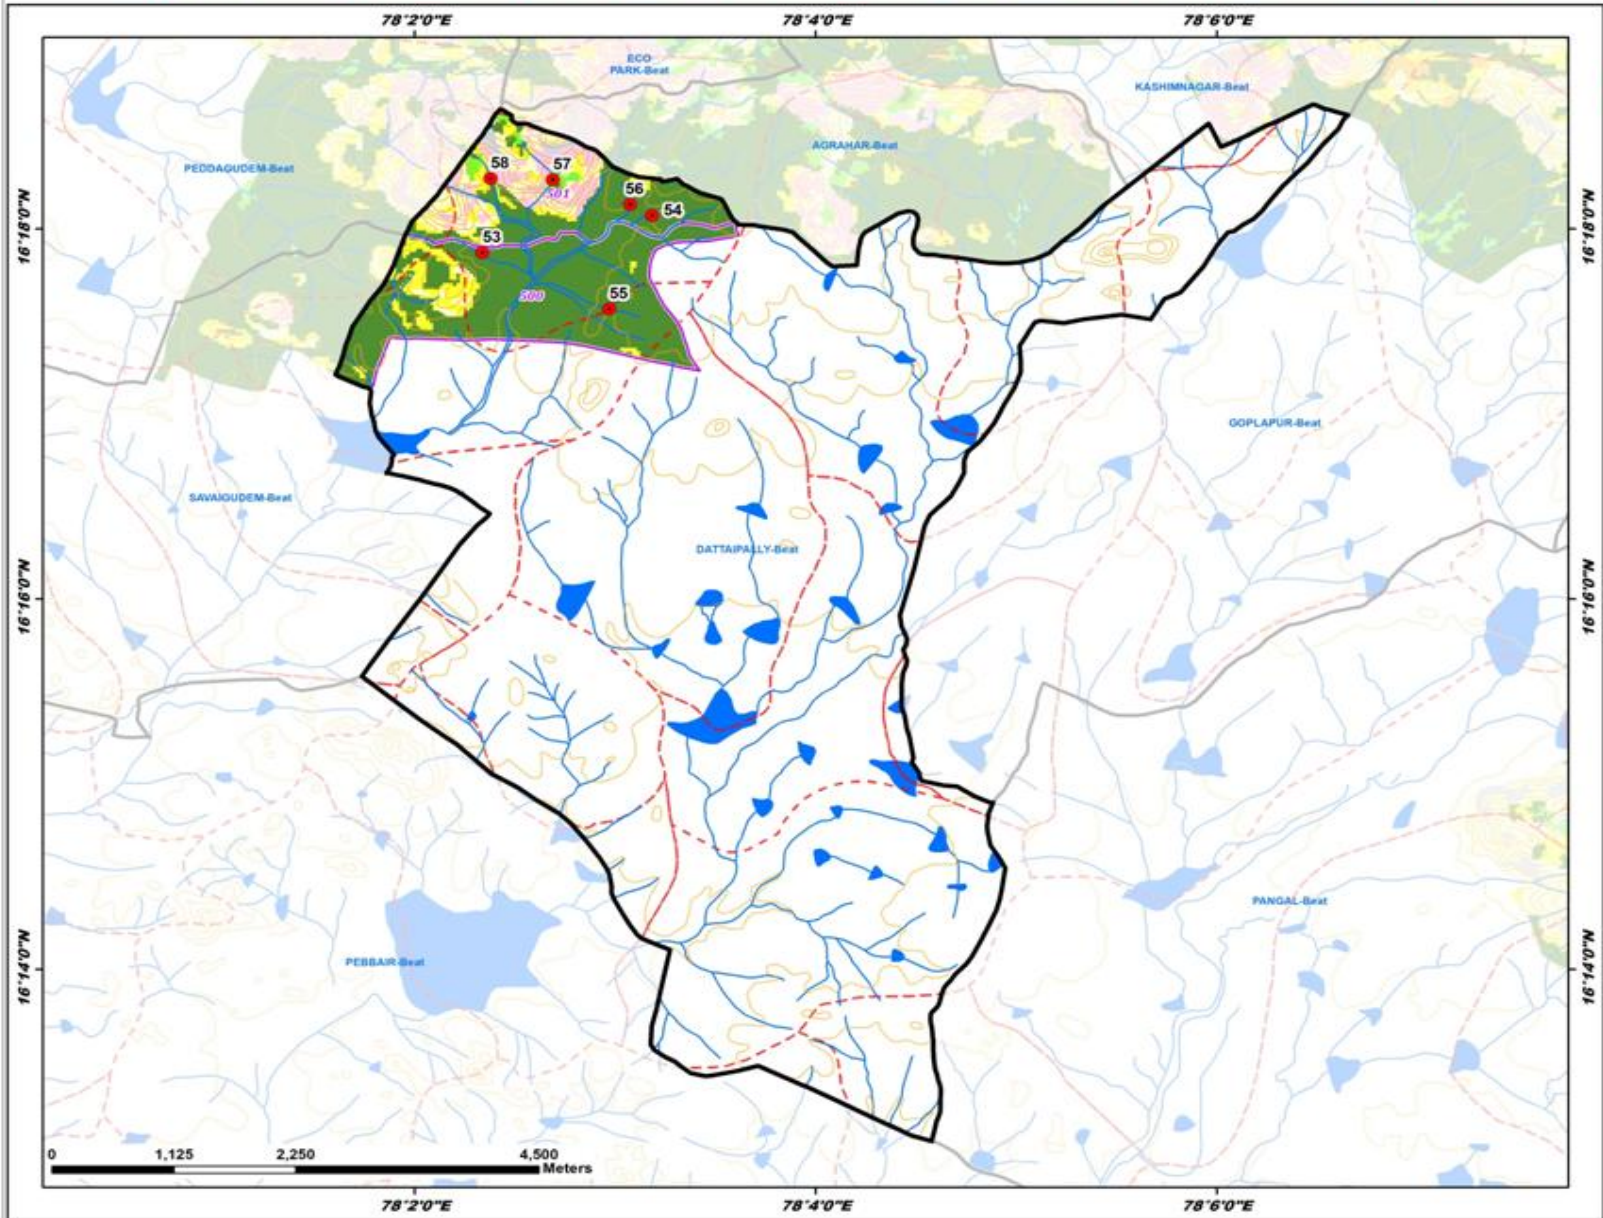 78°2'0"E
78°4'0"E
78°6'0"E
ECO
PARK-Beat
KASHIMNAGAR-Beat
AGRAHAR-Beat
PEDDAGUDEM-Beat
58
57
501
56
54
16°18'0"N
16°18'0"N
53
500
55
GOPLAPUR-Beat
SAVAIGUDEM-Beat
DATTAIPALLY-Beat
16°16'0"N
16°16'0"N
PANGAL-Beat
PEBBAIR-Beat
16°14'0"N
16°14'0"N
0 1,125 2,250 4,500
Meters
78°2'0"E
78°4'0"E
78°6'0"E